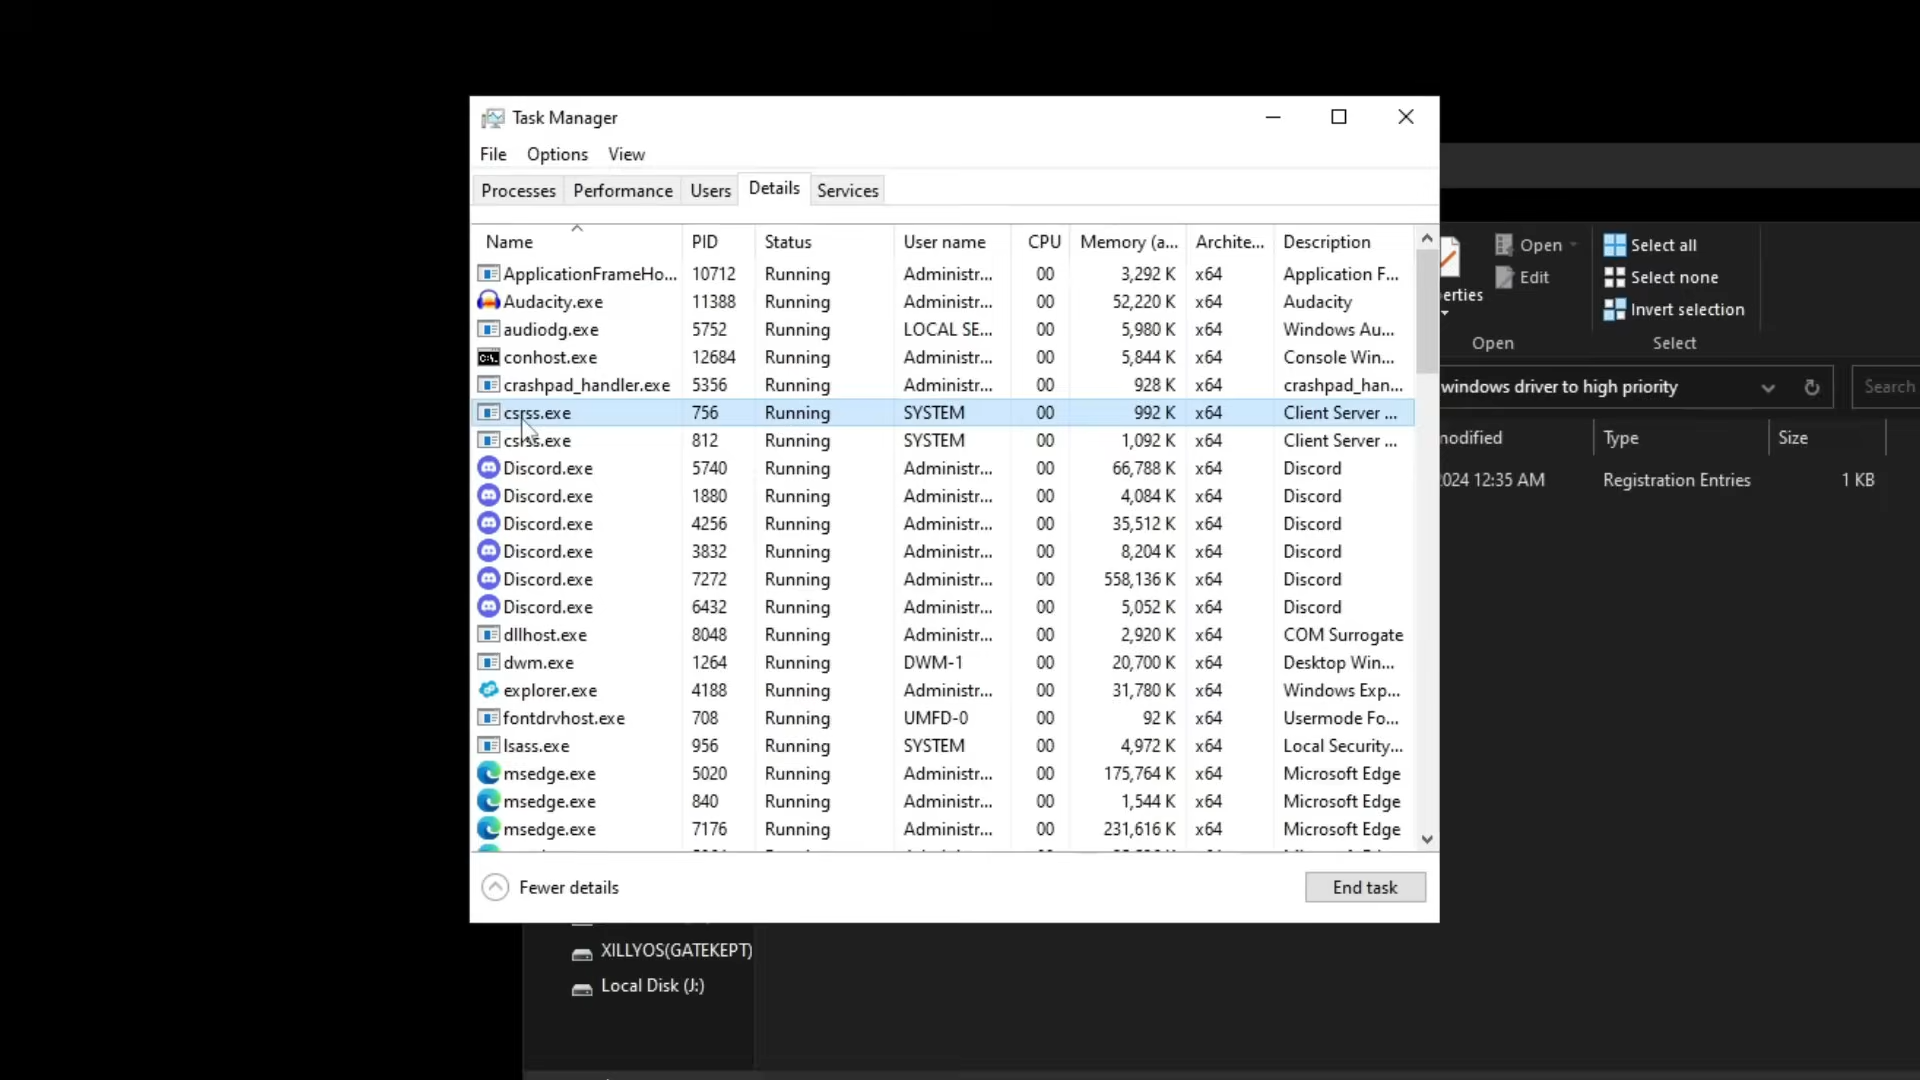 Task Manager
File Options View
Processes Performance Users Details Services
Name PID Status User name CPU Memory (a... Archite... Description
ApplicationFrameHo... 10712 Running Administr... 00 3,292 K x64 Application F...
Audacity.exe 11388 Running Administr... 00 52,220 K x64 Audacity
audiodg.exe 5752 Running LOCAL SE... 00 5,980 K x64 Windows Au...
conhost.exe 12684 Running Administr... 00 5,844 K x64 Console Win...
crashpad_handler.exe 5356 Running Administr... 00 928 K x64 crashpad_han...
csrss.exe 756 Running SYSTEM 00 992 K x64 Client Server ...
csrss.exe 812 Running SYSTEM 00 1,092 K x64 Client Server ...
Discord.exe 5740 Running Administr... 00 66,788 K x64 Discord
Discord.exe 1880 Running Administr... 00 4,084 K x64 Discord
Discord.exe 4256 Running Administr... 00 35,512 K x64 Discord
Discord.exe 3832 Running Administr... 00 8,204 K x64 Discord
Discord.exe 7272 Running Administr... 00 558,136 K x64 Discord
Discord.exe 6432 Running Administr... 00 5,052 K x64 Discord
dllhost.exe 8048 Running Administr... 00 2,920 K x64 COM Surrogate
dwm.exe 1264 Running DWM-1 00 20,700 K x64 Desktop Win...
explorer.exe 4188 Running Administr... 00 31,780 K x64 Windows Exp...
fontdrvhost.exe 708 Running UMFD-0 00 92 K x64 Usermode Fo...
lsass.exe 956 Running SYSTEM 00 4,972 K x64 Local Security...
msedge.exe 5020 Running Administr... 00 175,764 K x64 Microsoft Edge
msedge.exe 840 Running Administr... 00 1,544 K x64 Microsoft Edge
msedge.exe 7176 Running Administr... 00 231,616 K x64 Microsoft Edge
Fewer details End task
Open Select all
Edit Select none
erties Invert selection
Open Select
windows driver to high priority Search
modified Type Size
2024 12:35 AM Registration Entries 1 KB
XILLYOS(GATEKEPT)
Local Disk (J:)